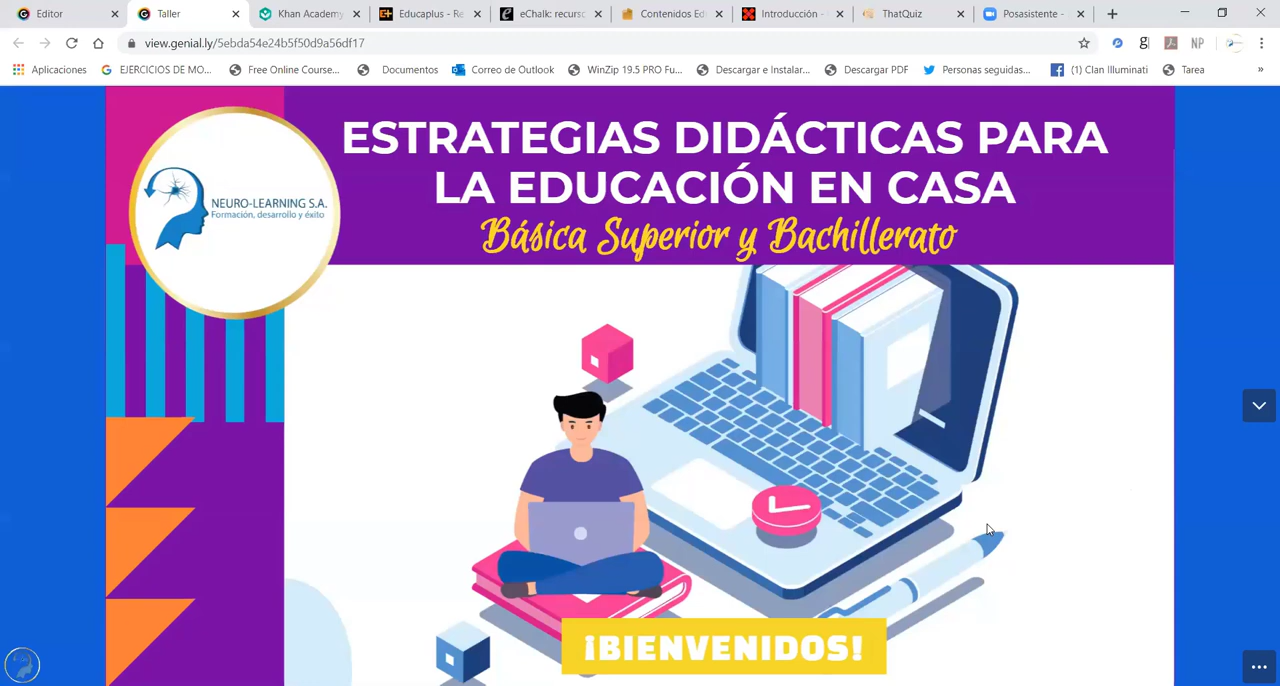 Editor
Taller
Khan Academy
Educaplus - Re
eChalk: recurso
Contenidos Ed
Introducción -
ThatQuiz
Posasistente -
view.genial.ly/5ebda54e24b5f50d9a56df17
NP
Aplicaciones
EJERCICIOS DE MO...
Free Online Course...
Documentos
Correo de Outlook
WinZip 19.5 PRO Fu...
Descargar e Instalar...
Descargar PDF
Personas seguidas...
(1) Clan Illuminati
Tarea
»
ESTRATEGIAS DIDÁCTICAS PARA
LA EDUCACIÓN EN CASA
Básica Superior y Bachillerato
NEURO-LEARNING S.A.
Formación, desarrollo y éxito
¡BIENVENIDOS!